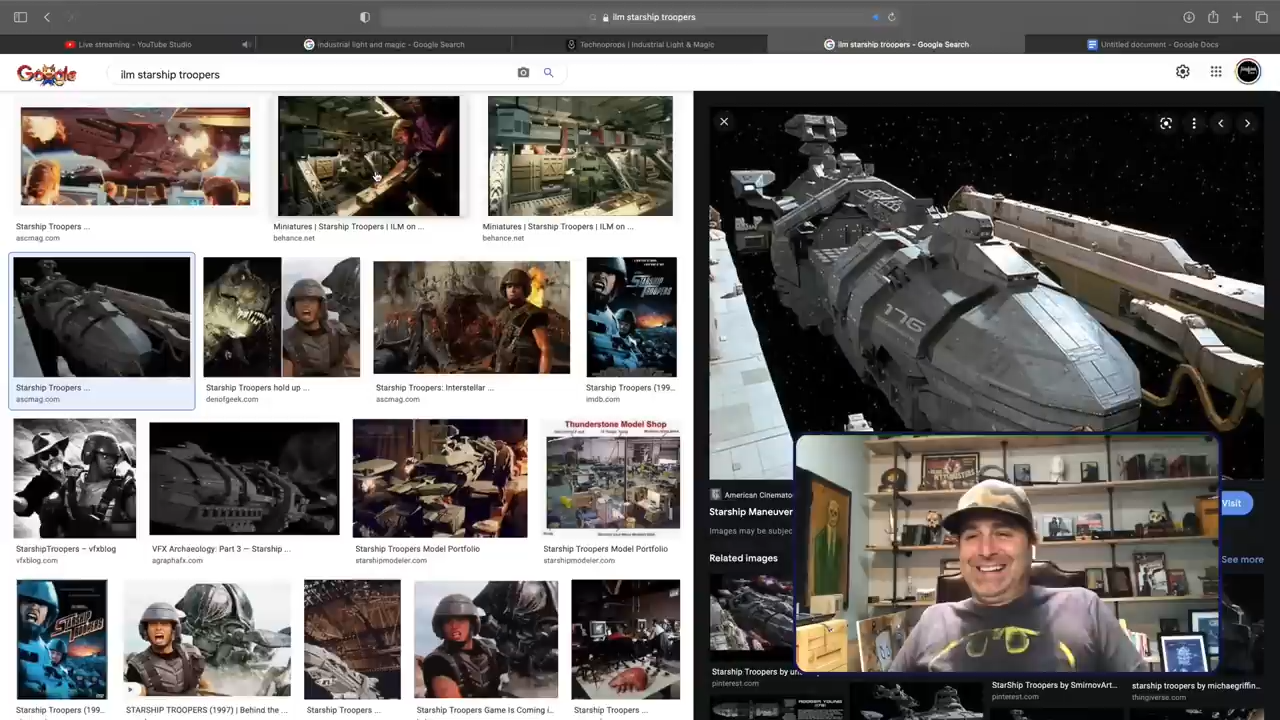 ilm starship troopers
Live streaming - YouTube Studio
industrial light and magic - Google Search
Technoprops | Industrial Light & Magic
ilm starship troopers - Google Search
Untitled document - Google Docs
ilm starship troopers
Starship Troopers ...
ascmag.com
Miniatures | Starship Troopers | ILM on ...
behance.net
Miniatures | Starship Troopers | ILM on ...
behance.net
176
Starship Troopers ...
ascmag.com
Starship Troopers hold up ...
denofgeek.com
Starship Troopers: Interstellar ...
ascmag.com
Starship Troopers (199...
imdb.com
Thunderstone Model Shop
StarshipTroopers – vfxblog
vfxblog.com
VFX Archaeology: Part 3 — Starship ...
agraphafx.com
Starship Troopers Model Portfolio
starshipmodeler.com
Starship Troopers Model Portfolio
starshipmodeler.com
Starship Troopers (199...
STARSHIP TROOPERS (1997) | Behind the ...
Starship Troopers ...
Starship Troopers Game Is Coming i...
Starship Troopers ...
American Cinemato
Visit
Starship Maneuver
Images may be subjec
Related images
See more
Starship Troopers by un
pinterest.com
StarShip Troopers by SmirnovArt...
pinterest.com
starship troopers by michaelgriffin...
thingiverse.com